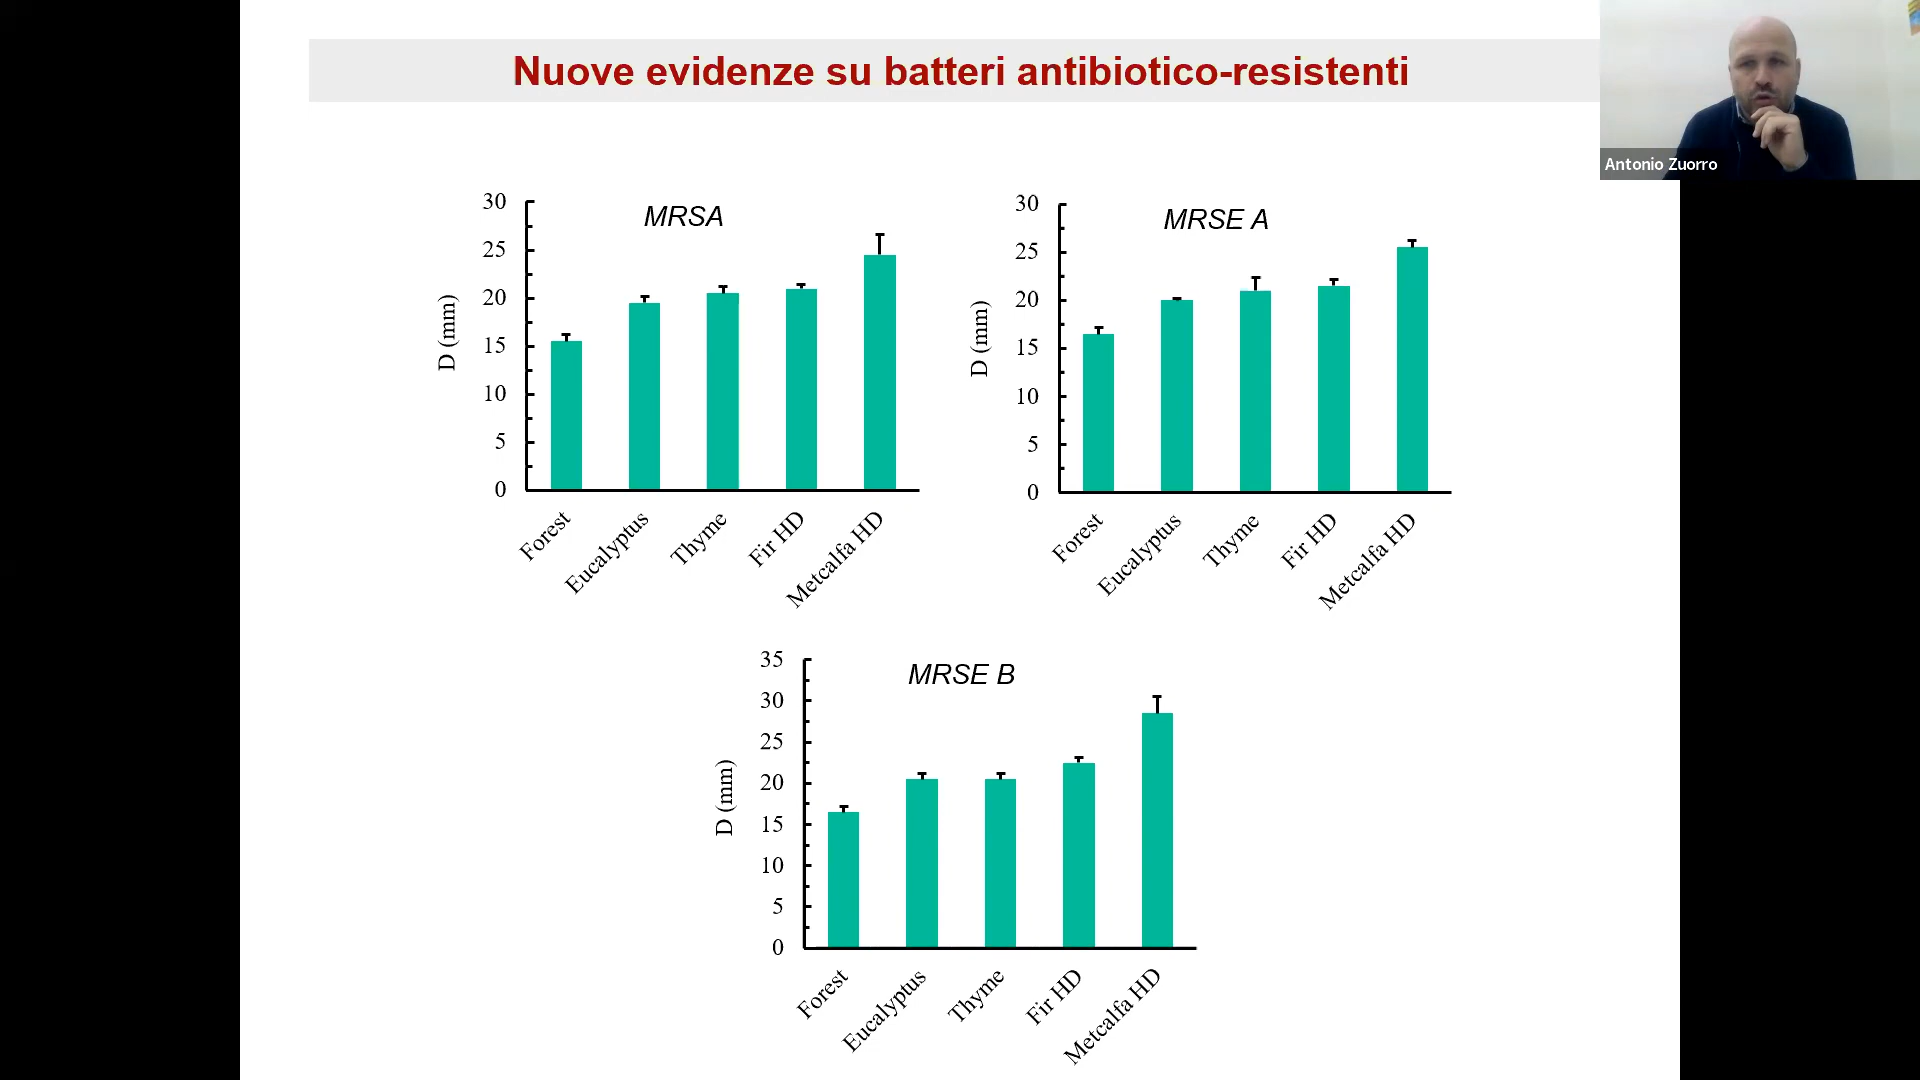 Nuove evidenze su batteri antibiotico-resistenti
Antonio Zuorro
MRSA
30
25
20
15
10
5
0
D (mm)
Forest
Eucalyptus
Thyme
Fir HD
Metcalfa HD
MRSE A
30
25
20
15
10
5
0
D (mm)
Forest
Eucalyptus
Thyme
Fir HD
Metcalfa HD
MRSE B
35
30
25
20
15
10
5
0
D (mm)
Forest
Eucalyptus
Thyme
Fir HD
Metcalfa HD